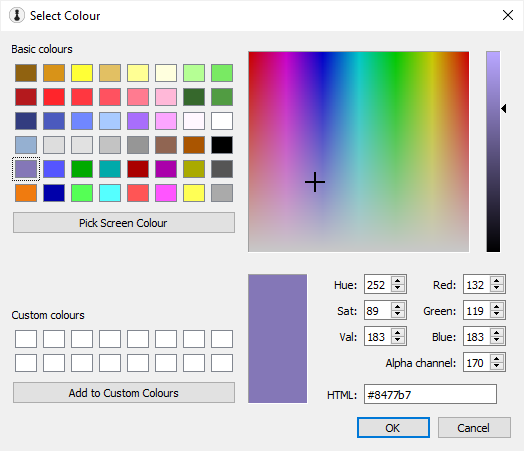 Select Colour
Basic colours
Pick Screen Colour
Custom colours
Add to Custom Colours
Hue: 252 Red: 132
Sat: 89 Green: 119
Val: 183 Blue: 183
Alpha channel: 170
HTML: #8477b7
OK Cancel